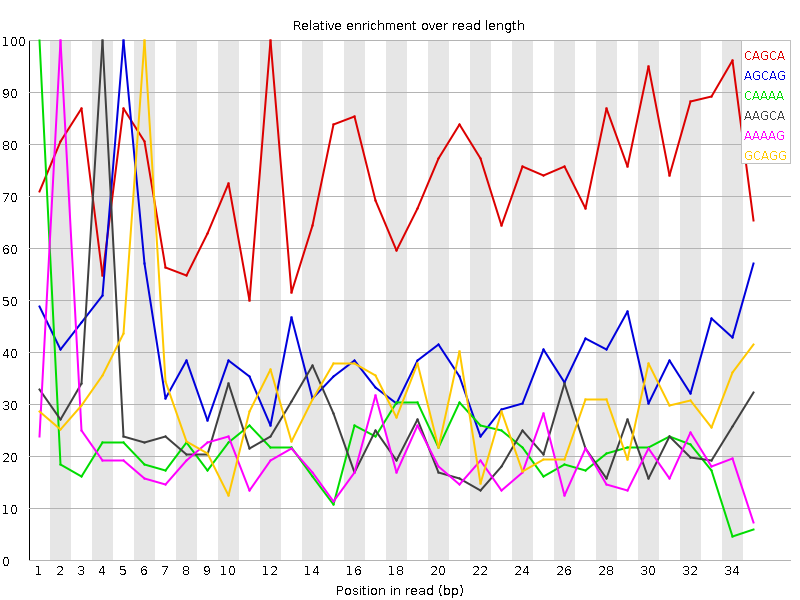 Relative enrichment over read length
100
90
80
70
60
50
40
30
20
10
0
CAGCA
AGCAG
CAAAA
AAGCA
AAAAG
GCAGG
1 2 3 4 5 6 7 8 9 10 12 14 16 18 20 22 24 26 28 30 32 34
Position in read (bp)